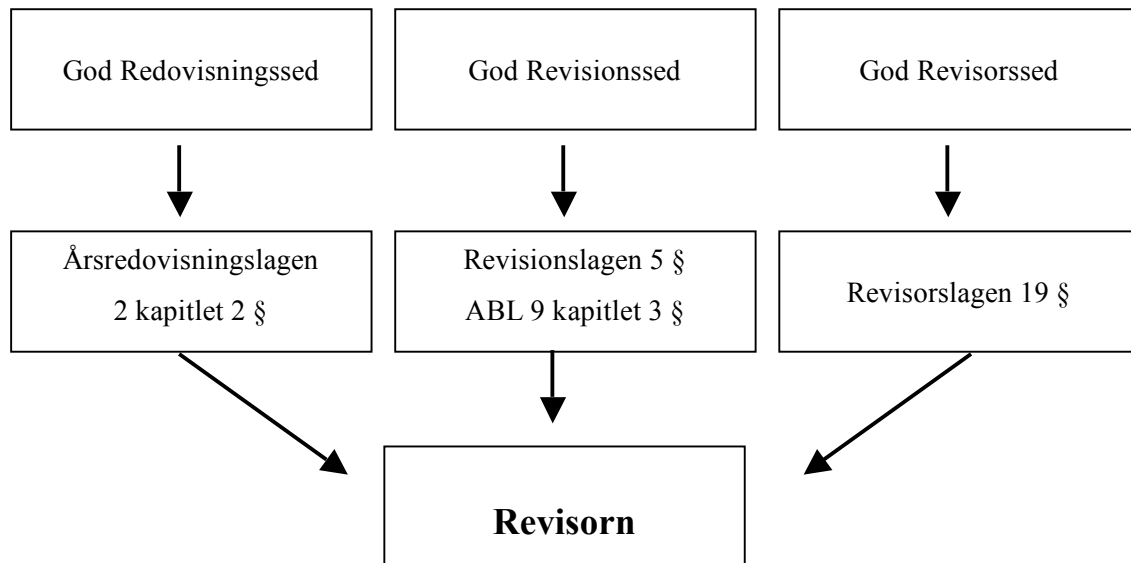 God Redovisningssed
God Revisionssed
God Revisorssed
Årsredovisningslagen
2 kapitlet 2 §
Revisionslagen 5 §
ABL 9 kapitlet 3 §
Revisorslagen 19 §
Revisorn